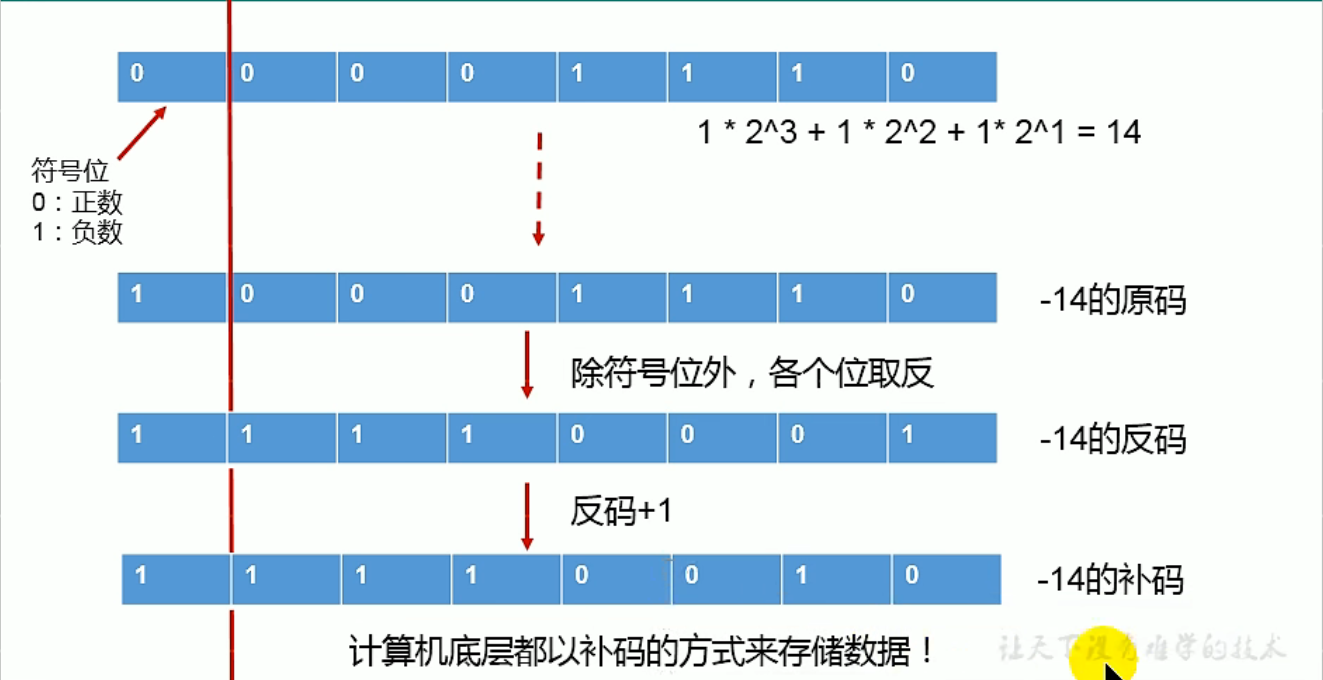 0 0 0 0 1 1 1 0
1 * 2^3 + 1 * 2^2 + 1* 2^1 = 14
符号位
0：正数
1：负数
1 0 0 0 1 1 1 0
-14的原码
除符号位外，各个位取反
1 1 1 1 0 0 0 1
-14的反码
反码+1
1 1 1 1 0 0 1 0
-14的补码
计算机底层都以补码的方式来存储数据！
让天下没有难学的技术